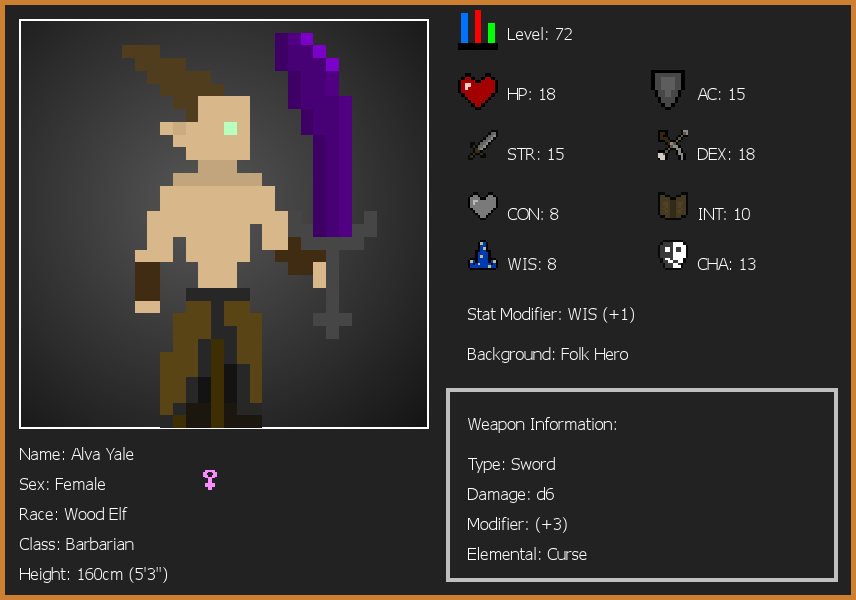 Level: 72
HP: 18
AC: 15
STR: 15
DEX: 18
CON: 8
INT: 10
WIS: 8
CHA: 13
Stat Modifier: WIS (+1)
Background: Folk Hero
Weapon Information:
Type: Sword
Damage: d6
Modifier: (+3)
Elemental: Curse
Name: Alva Yale
Sex: Female
Race: Wood Elf
Class: Barbarian
Height: 160cm (5'3")